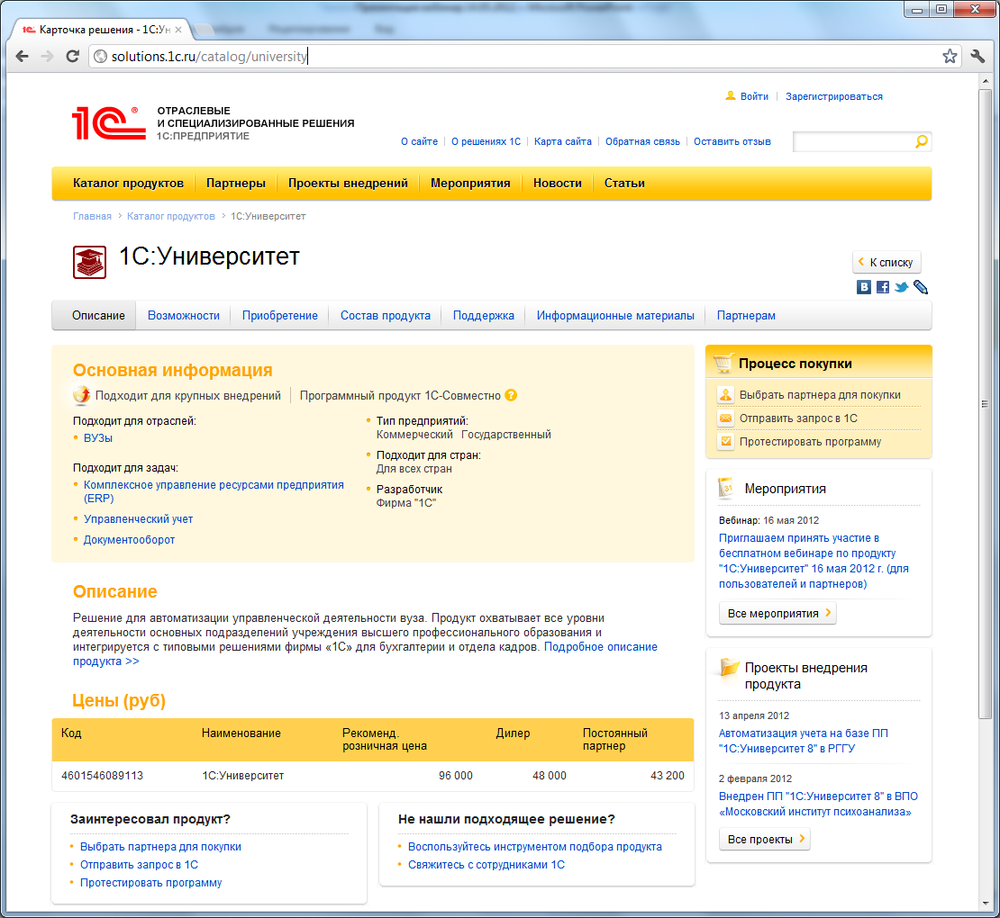 Карточка решения - 1С:Ун
solutions.1c.ru/catalog/university
Войти
Зарегистрироваться
1С®
ОТРАСЛЕВЫЕ
И СПЕЦИАЛИЗИРОВАННЫЕ РЕШЕНИЯ
1С:ПРЕДПРИЯТИЕ
О сайте
О решениях 1С
Карта сайта
Обратная связь
Оставить отзыв
Каталог продуктов
Партнеры
Проекты внедрений
Мероприятия
Новости
Статьи
Главная > Каталог продуктов > 1С:Университет
1С:Университет
К списку
Описание
Возможности
Приобретение
Состав продукта
Поддержка
Информационные материалы
Партнерам
Основная информация
Подходит для крупных внедрений
Программный продукт 1С-Совместно ?
Подходит для отраслей:
ВУЗы
Подходит для задач:
Комплексное управление ресурсами предприятия
(ERP)
Управленческий учет
Документооборот
Тип предприятий:
Коммерческий Государственный
Подходит для стран:
Для всех стран
Разработчик
Фирма "1С"
Описание
Решение для автоматизации управленческой деятельности вуза. Продукт охватывает все уровни
деятельности основных подразделений учреждения высшего профессионального образования и
интегрируется с типовыми решениями фирмы «1С» для бухгалтерии и отдела кадров. Подробное описание
продукта >>
Цены (руб)
Код
Наименование
Рекоменд.
розничная цена
Дилер
Постоянный
партнер
4601546089113
1С:Университет
96 000
48 000
43 200
Заинтересовал продукт?
Выбрать партнера для покупки
Отправить запрос в 1С
Протестировать программу
Не нашли подходящее решение?
Воспользуйтесь инструментом подбора продукта
Свяжитесь с сотрудниками 1С
Процесс покупки
Выбрать партнера для покупки
Отправить запрос в 1С
Протестировать программу
31
Мероприятия
Вебинар: 16 мая 2012
Приглашаем принять участие в
бесплатном вебинаре по продукту
"1С:Университет" 16 мая 2012 г. (для
пользователей и партнеров)
Все мероприятия
Проекты внедрения
продукта
13 апреля 2012
Автоматизация учета на базе ПП
"1С:Университет 8" в РГГУ
2 февраля 2012
Внедрен ПП "1С:Университет 8" в ВПО
«Московский институт психоанализа»
Все проекты